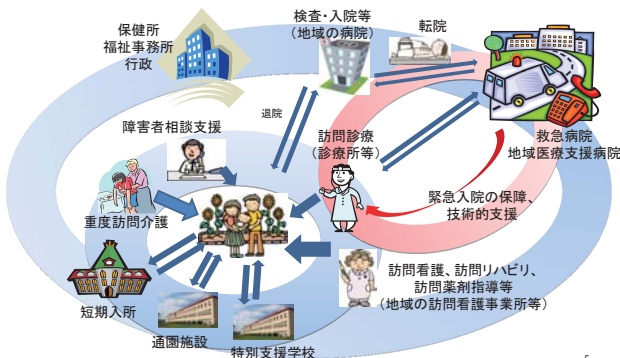 保健所
福祉事務所
行政
検査・入院等
(地域の病院)
転院
退院
障害者相談支援
訪問診療
(診療所等)
救急病院
地域医療支援病院
緊急入院の保障、
技術的支援
重度訪問介護
訪問看護、訪問リハビリ、
訪問薬剤指導等
(地域の訪問看護事業所等)
短期入所
通園施設
特別支援学校
5